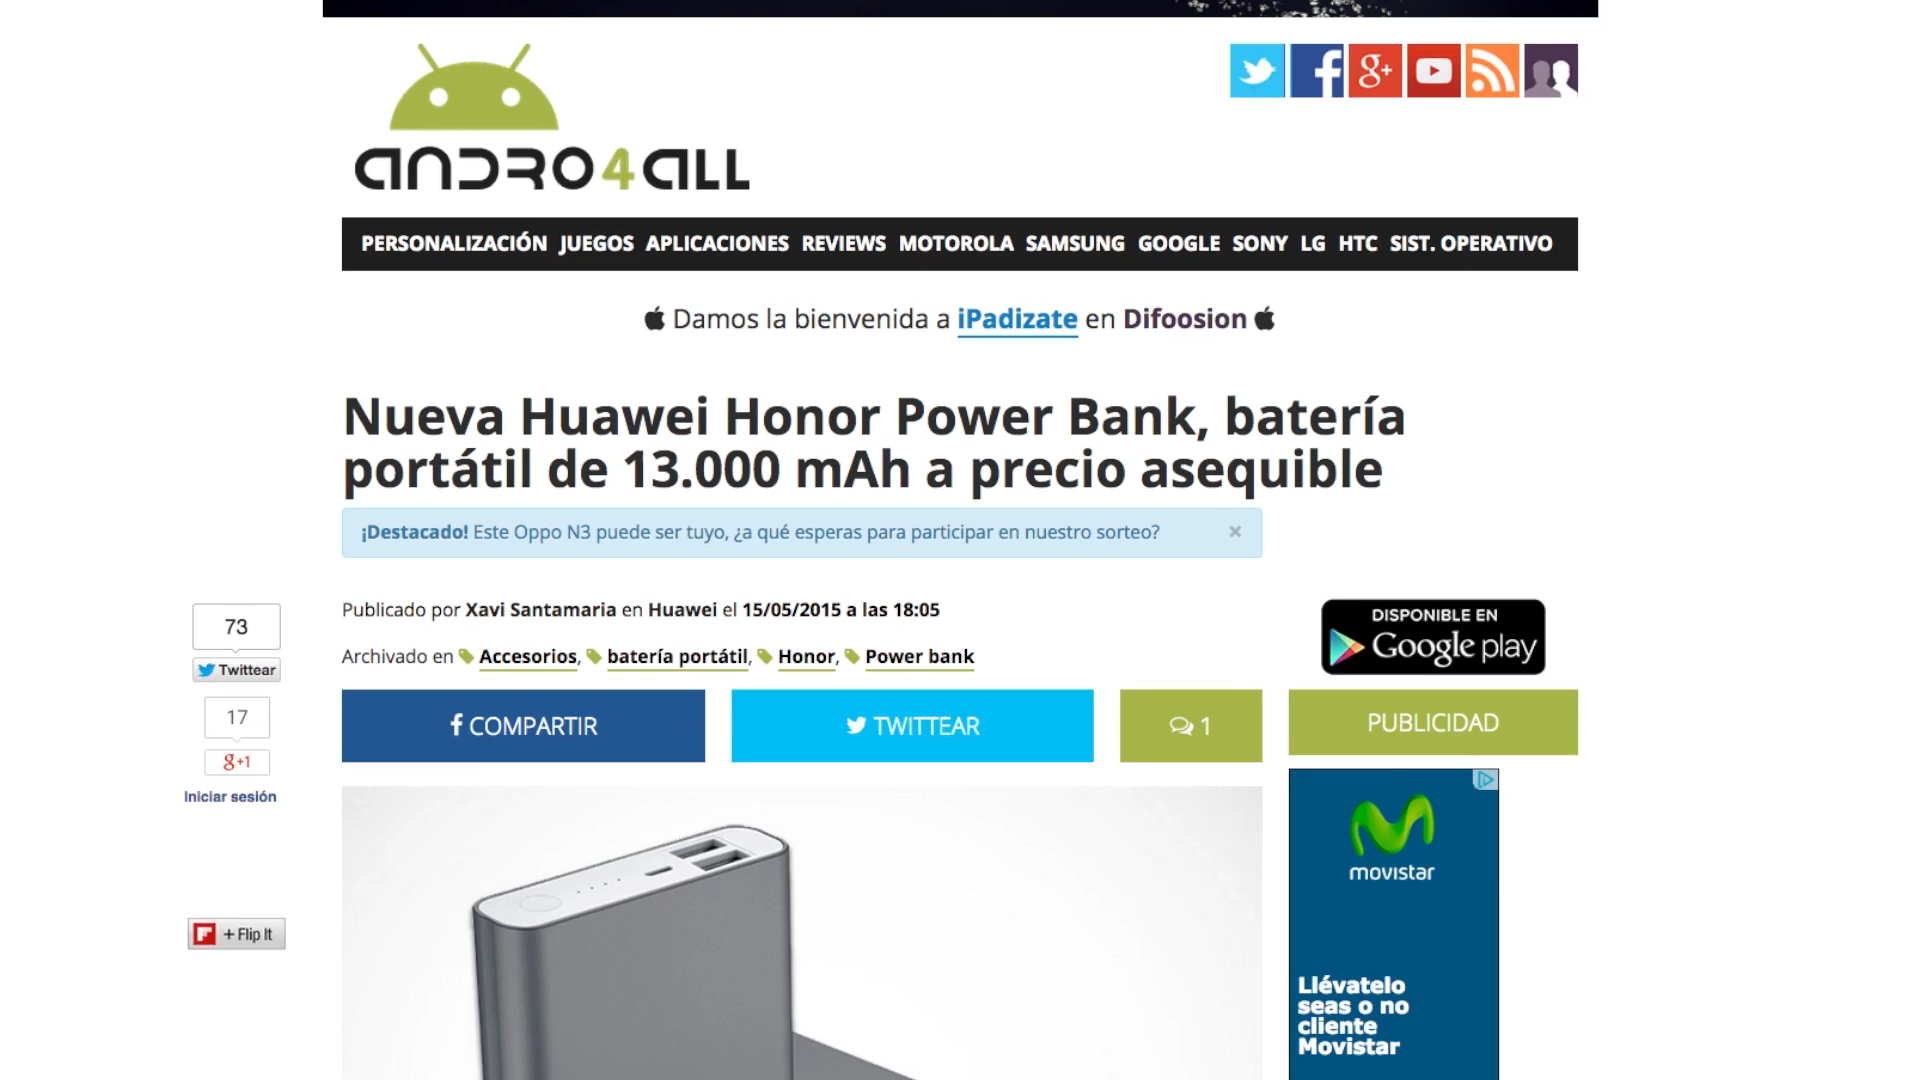 ANDRO4ALL
g+
PERSONALIZACIÓN JUEGOS APLICACIONES REVIEWS MOTOROLA SAMSUNG GOOGLE SONY LG HTC SIST. OPERATIVO
Damos la bienvenida a iPadizate en Difoosion
Nueva Huawei Honor Power Bank, batería
portátil de 13.000 mAh a precio asequible
¡Destacado! Este Oppo N3 puede ser tuyo, ¿a qué esperas para participar en nuestro sorteo? ×
Publicado por Xavi Santamaria en Huawei el 15/05/2015 a las 18:05
Archivado en Accesorios, batería portátil, Honor, Power bank
73
Twittear
17
g+1
Iniciar sesión
+ Flip It
COMPARTIR
TWITTEAR
1
DISPONIBLE EN
Google play
PUBLICIDAD
movistar
Llévatelo
seas o no
cliente
Movistar